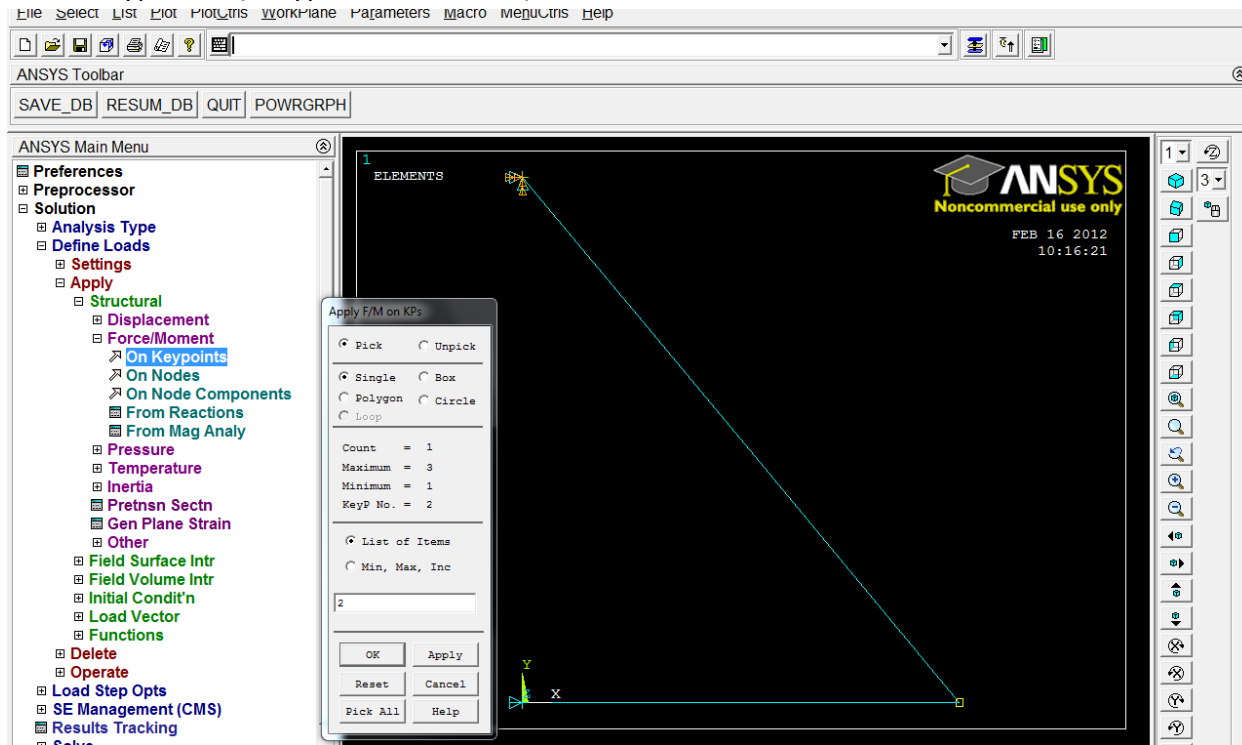 File Select List Plot PlotCtrls WorkPlane Parameters Macro MenuCtrls Help
ANSYS Toolbar
SAVE_DB RESUM_DB QUIT POWRGRPH
ANSYS Main Menu
Preferences
Preprocessor
Solution
Analysis Type
Define Loads
Settings
Apply
Structural
Displacement
Force/Moment
On Keypoints
On Nodes
On Node Components
From Reactions
From Mag Analy
Pressure
Temperature
Inertia
Pretnsn Sectn
Gen Plane Strain
Other
Field Surface Intr
Field Volume Intr
Initial Condit'n
Load Vector
Functions
Delete
Operate
Load Step Opts
SE Management (CMS)
Results Tracking
Solve
Apply F/M on KPs
Pick Unpick
Single Box
Polygon Circle
Loop
Count = 1
Maximum = 3
Minimum = 1
KeyP No. = 2
List of Items
Min, Max, Inc
2
OK Apply
Reset Cancel
Pick All Help
1
ELEMENTS
ANSYS
Noncommercial use only
FEB 16 2012
10:16:21
Y
X
1
3